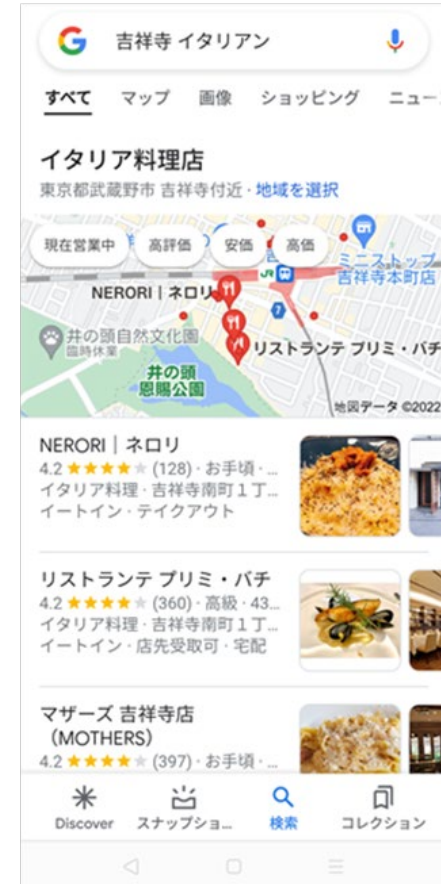 吉祥寺 イタリアン
すべて マップ 画像 ショッピング ニュース
イタリア料理店
東京都武蔵野市 吉祥寺付近・地域を選択
現在営業中 高評価 安価 高価
ミニストップ
吉祥寺本町店
JR
NERORI｜ネロリ
7
井の頭自然文化園
臨時休業
リストランテ プリミ・バチ
井の頭
恩賜公園
地図データ ©2022
NERORI｜ネロリ
4.2 ★★★★★ (128)・お手頃・...
イタリア料理・吉祥寺南町１丁...
イートイン・テイクアウト
リストランテ プリミ・バチ
4.2 ★★★★★ (360)・高級・43...
イタリア料理・吉祥寺南町１丁...
イートイン・店先受取可・宅配
マザーズ 吉祥寺店
（MOTHERS）
4.2 ★★★★★ (397)・お手頃・...
Discover スナップショ... 検索 コレクション